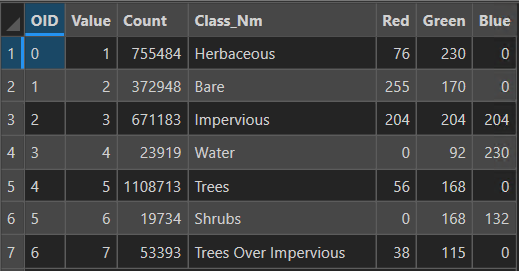 OID Value Count Class_Nm Red Green Blue
1 0 1 755484 Herbaceous 76 230 0
2 1 2 372948 Bare 255 170 0
3 2 3 671183 Impervious 204 204 204
4 3 4 23919 Water 0 92 230
5 4 5 1108713 Trees 56 168 0
6 5 6 19734 Shrubs 0 168 132
7 6 7 53393 Trees Over Impervious 38 115 0